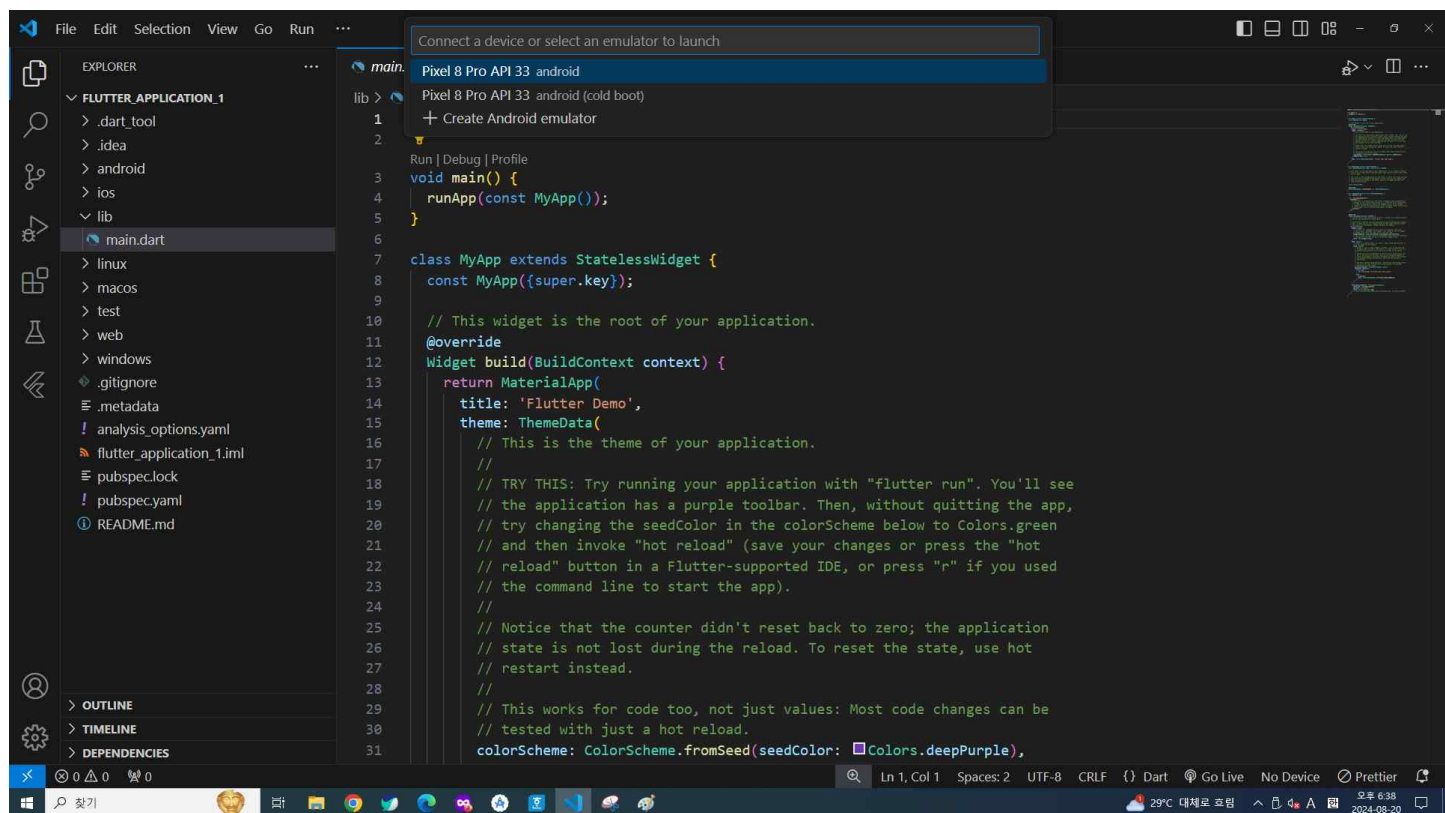 File Edit Selection View Go Run ···
Connect a device or select an emulator to launch
Pixel 8 Pro API 33 android
Pixel 8 Pro API 33 android (cold boot)
+ Create Android emulator
EXPLORER
FLUTTER_APPLICATION_1
.dart_tool
.idea
android
ios
lib
main.dart
linux
macos
test
web
windows
.gitignore
.metadata
analysis_options.yaml
flutter_application_1.iml
pubspec.lock
pubspec.yaml
README.md
OUTLINE
TIMELINE
DEPENDENCIES
main.
lib >
1
2
Run | Debug | Profile
3 void main() {
4 runApp(const MyApp());
5 }
6
7 class MyApp extends StatelessWidget {
8 const MyApp({super.key});
9
10 // This widget is the root of your application.
11 @override
12 Widget build(BuildContext context) {
13 return MaterialApp(
14 title: 'Flutter Demo',
15 theme: ThemeData(
16 // This is the theme of your application.
17 //
18 // TRY THIS: Try running your application with "flutter run". You'll see
19 // the application has a purple toolbar. Then, without quitting the app,
20 // try changing the seedColor in the colorScheme below to Colors.green
21 // and then invoke "hot reload" (save your changes or press the "hot
22 // reload" button in a Flutter-supported IDE, or press "r" if you used
23 // the command line to start the app).
24 //
25 // Notice that the counter didn't reset back to zero; the application
26 // state is not lost during the reload. To reset the state, use hot
27 // restart instead.
28 //
29 // This works for code too, not just values: Most code changes can be
30 // tested with just a hot reload.
31 colorScheme: ColorScheme.fromSeed(seedColor: Colors.deepPurple),
0 0 0
Ln 1, Col 1 Spaces: 2 UTF-8 CRLF {} Dart Go Live No Device Prettier
찾기
29°C 대체로 흐림 A 오후 6:38
2024-08-20